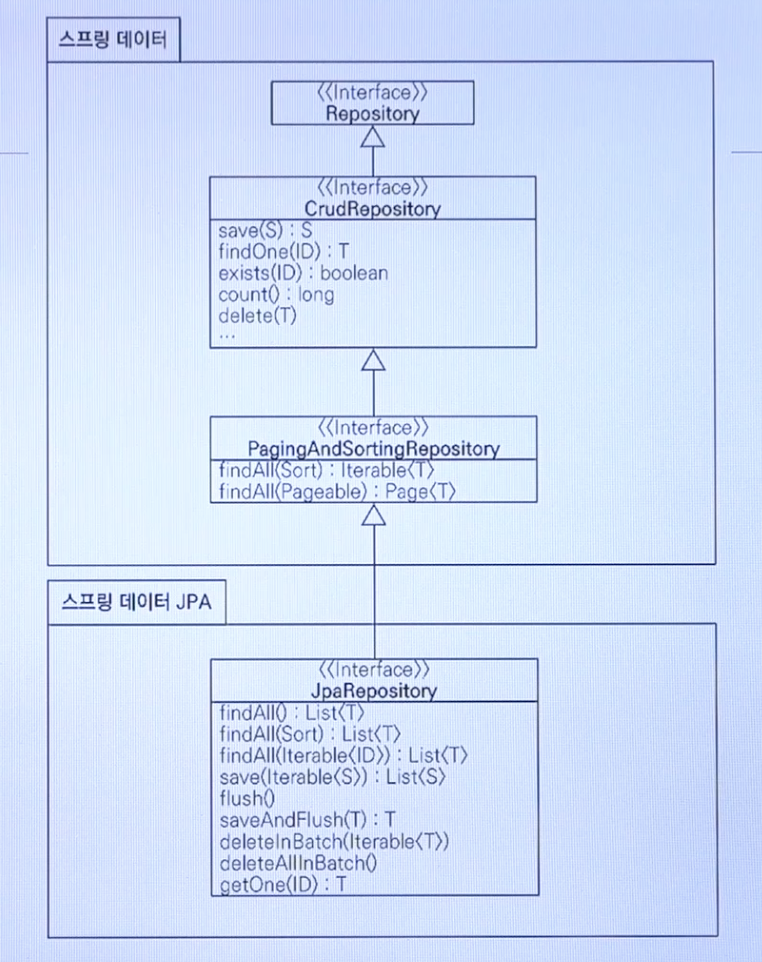 스프링 데이터
《Interface》
Repository
《Interface》
CrudRepository
save(S) : S
findOne(ID) : T
exists(ID) : boolean
count() : long
delete(T)
...
《Interface》
PagingAndSortingRepository
findAll(Sort) : Iterable〈T〉
findAll(Pageable) : Page〈T〉
스프링 데이터 JPA
《Interface》
JpaRepository
findAll() : List〈T〉
findAll(Sort) : List〈T〉
findAll(Iterable〈ID〉) : List〈T〉
save(Iterable〈S〉) : List〈S〉
flush()
saveAndFlush(T) : T
deleteInBatch(Iterable〈T〉)
deleteAllInBatch()
getOne(ID) : T